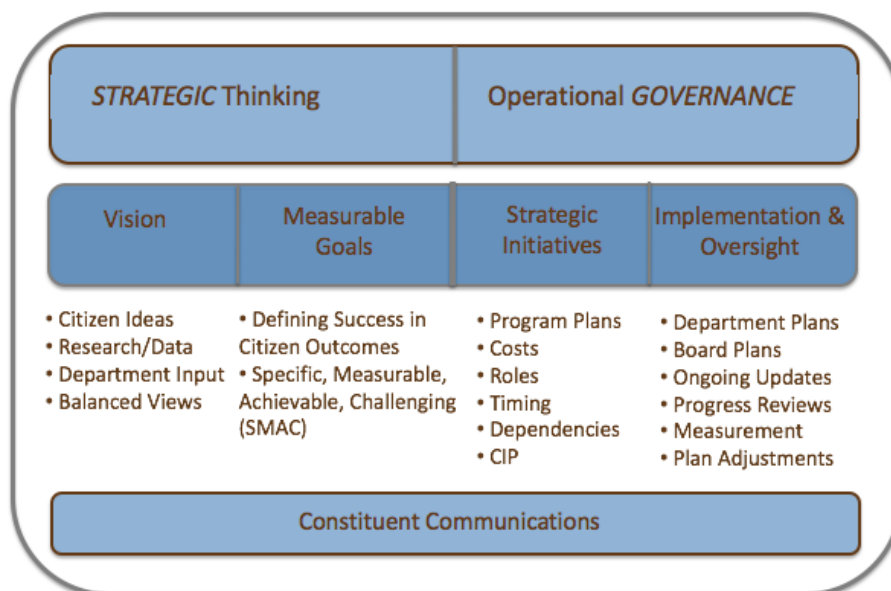 STRATEGIC Thinking
Operational GOVERNANCE
Vision
Measurable
Goals
Strategic
Initiatives
Implementation &
Oversight
• Citizen Ideas
• Research/Data
• Department Input
• Balanced Views
• Defining Success in
Citizen Outcomes
• Specific, Measurable,
Achievable, Challenging
(SMAC)
• Program Plans
• Costs
• Roles
• Timing
• Dependencies
• CIP
• Department Plans
• Board Plans
• Ongoing Updates
• Progress Reviews
• Measurement
• Plan Adjustments
Constituent Communications